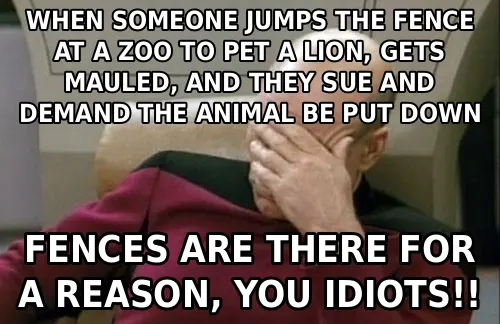 WHEN SOMEONE JUMPS THE FENCE
AT A ZOO TO PET A LION, GETS
MAULED, AND THEY SUE AND
DEMAND THE ANIMAL BE PUT DOWN
FENCES ARE THERE FOR
A REASON, YOU IDIOTS!!